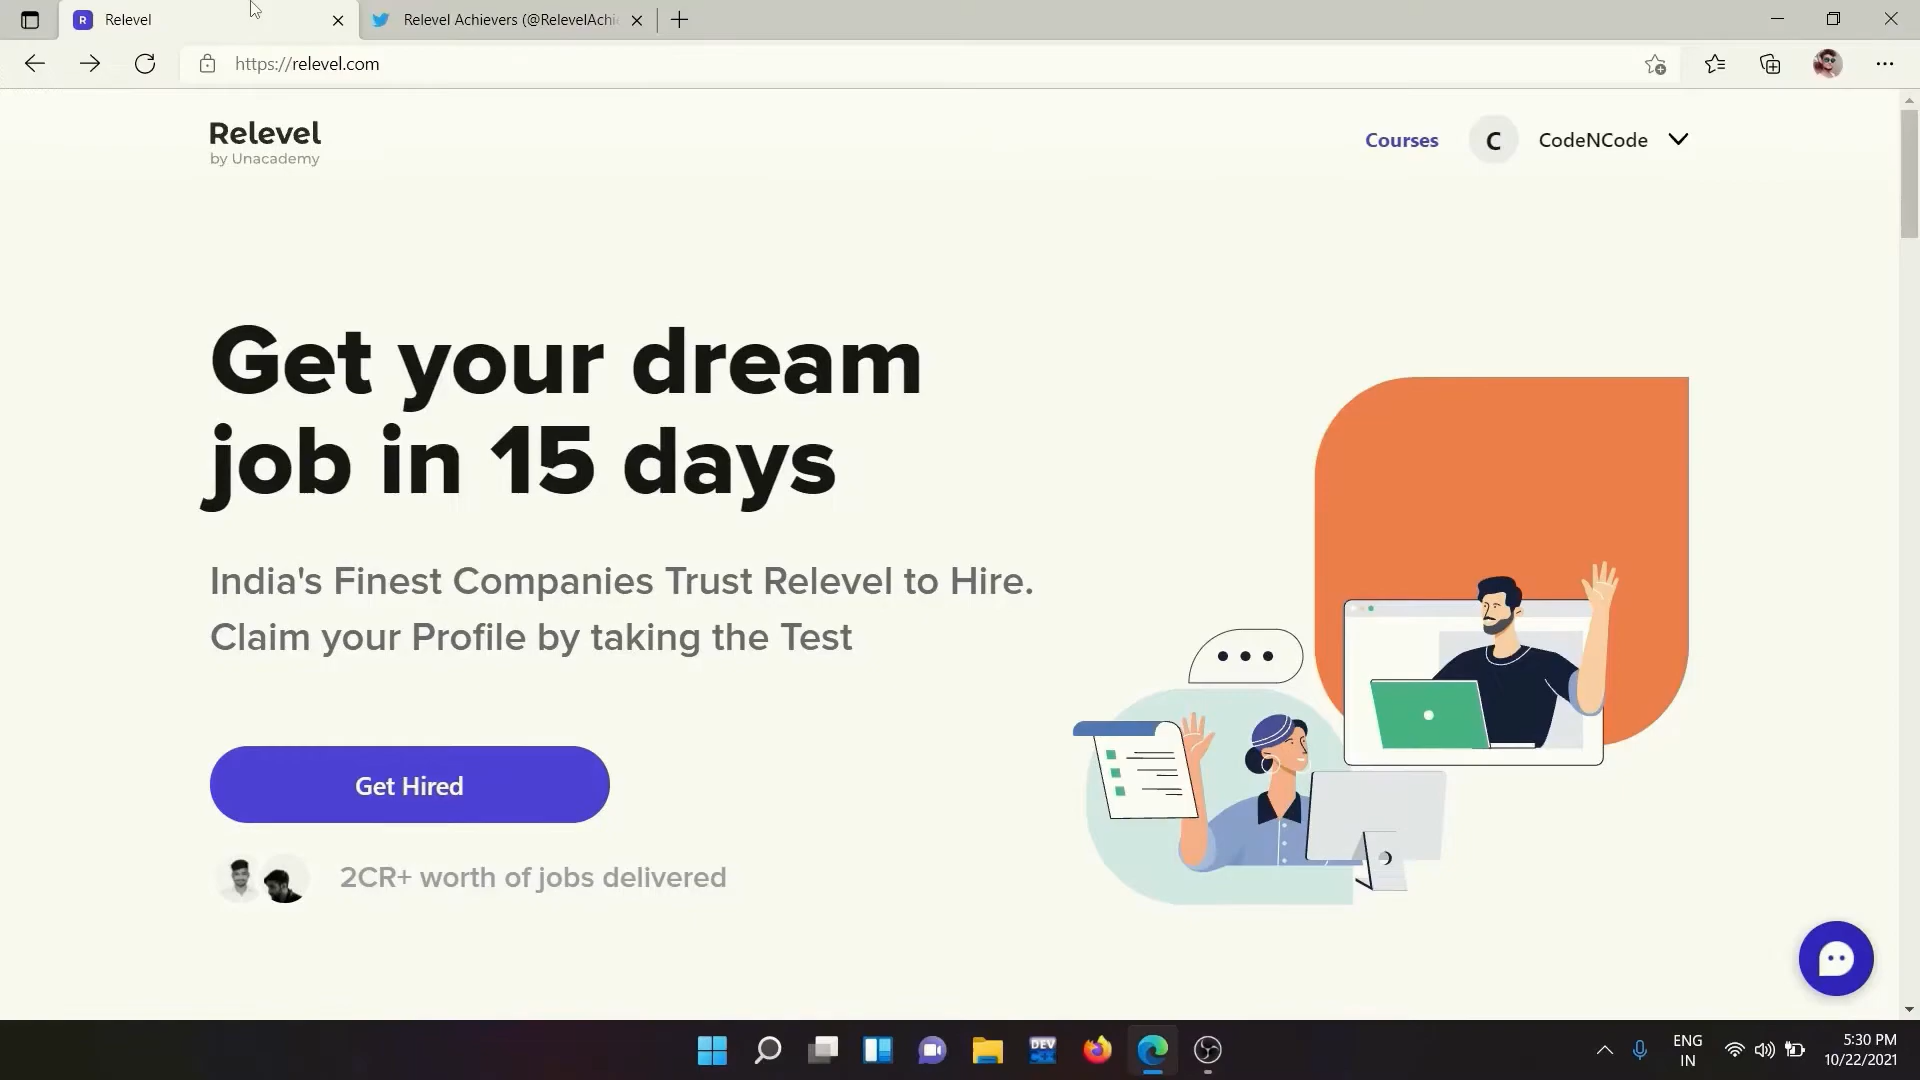 Relevel
Relevel Achievers (@RelevelAchi
https://relevel.com
Relevel
by Unacademy
Courses
C
CodeNCode
Get your dream
job in 15 days
India's Finest Companies Trust Relevel to Hire.
Claim your Profile by taking the Test
Get Hired
2CR+ worth of jobs delivered
R
DEV
ENG
IN
5:30 PM
10/22/2021